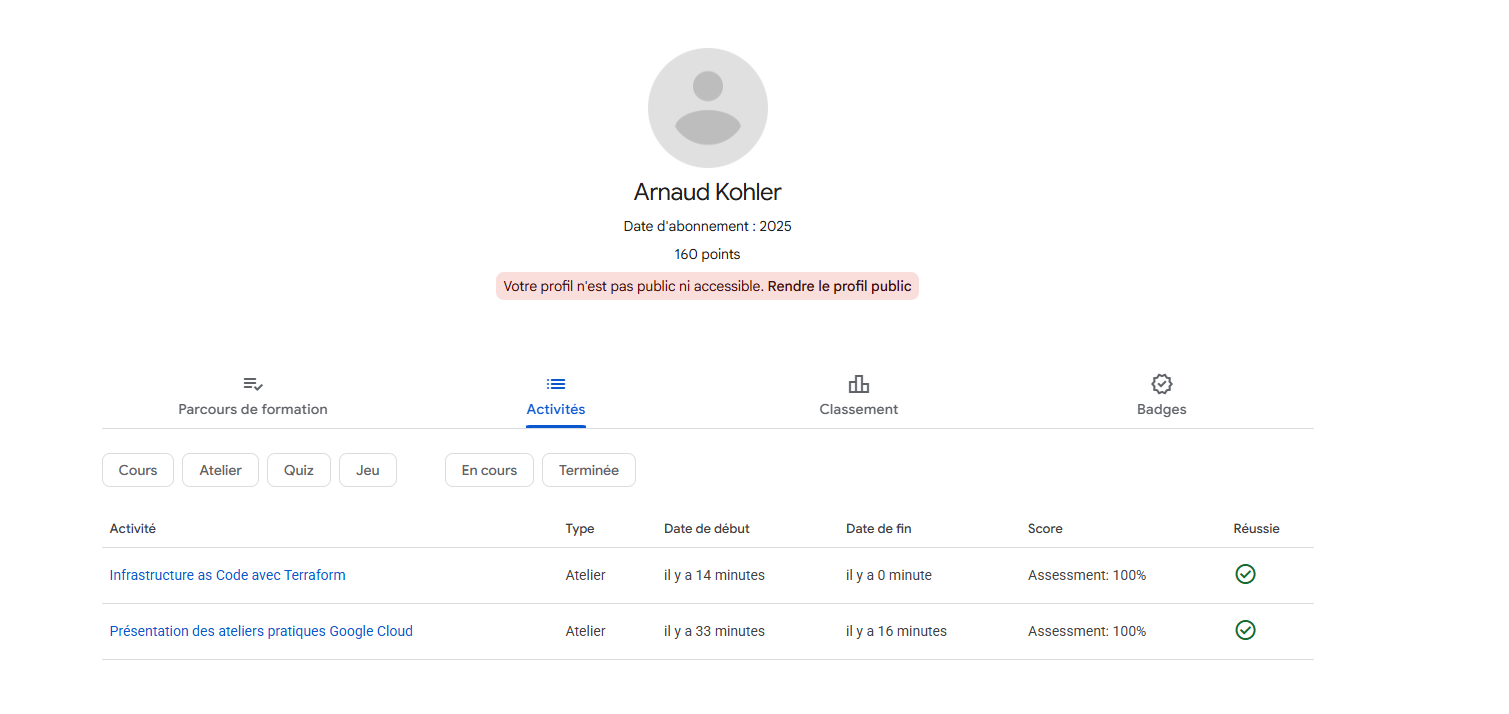 Arnaud Kohler
Date d'abonnement : 2025
160 points
Votre profil n'est pas public ni accessible. Rendre le profil public
Parcours de formation Activités Classement Badges
Cours Atelier Quiz Jeu En cours Terminée
Activité Type Date de début Date de fin Score Réussie
Infrastructure as Code avec Terraform Atelier il y a 14 minutes il y a 0 minute Assessment: 100%
Présentation des ateliers pratiques Google Cloud Atelier il y a 33 minutes il y a 16 minutes Assessment: 100%